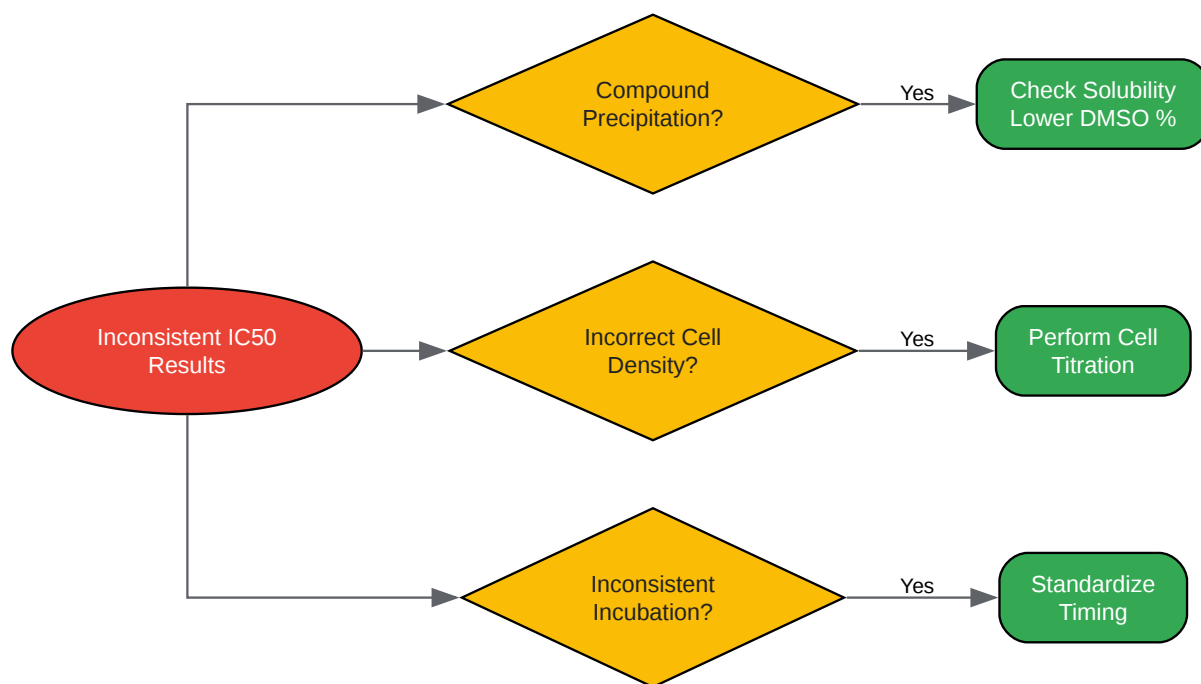 Compound
Precipitation?
Yes
Check Solubility
Lower DMSO %
Inconsistent IC50
Results
Incorrect Cell
Density?
Yes
Perform Cell
Titration
Inconsistent
Incubation?
Yes
Standardize
Timing